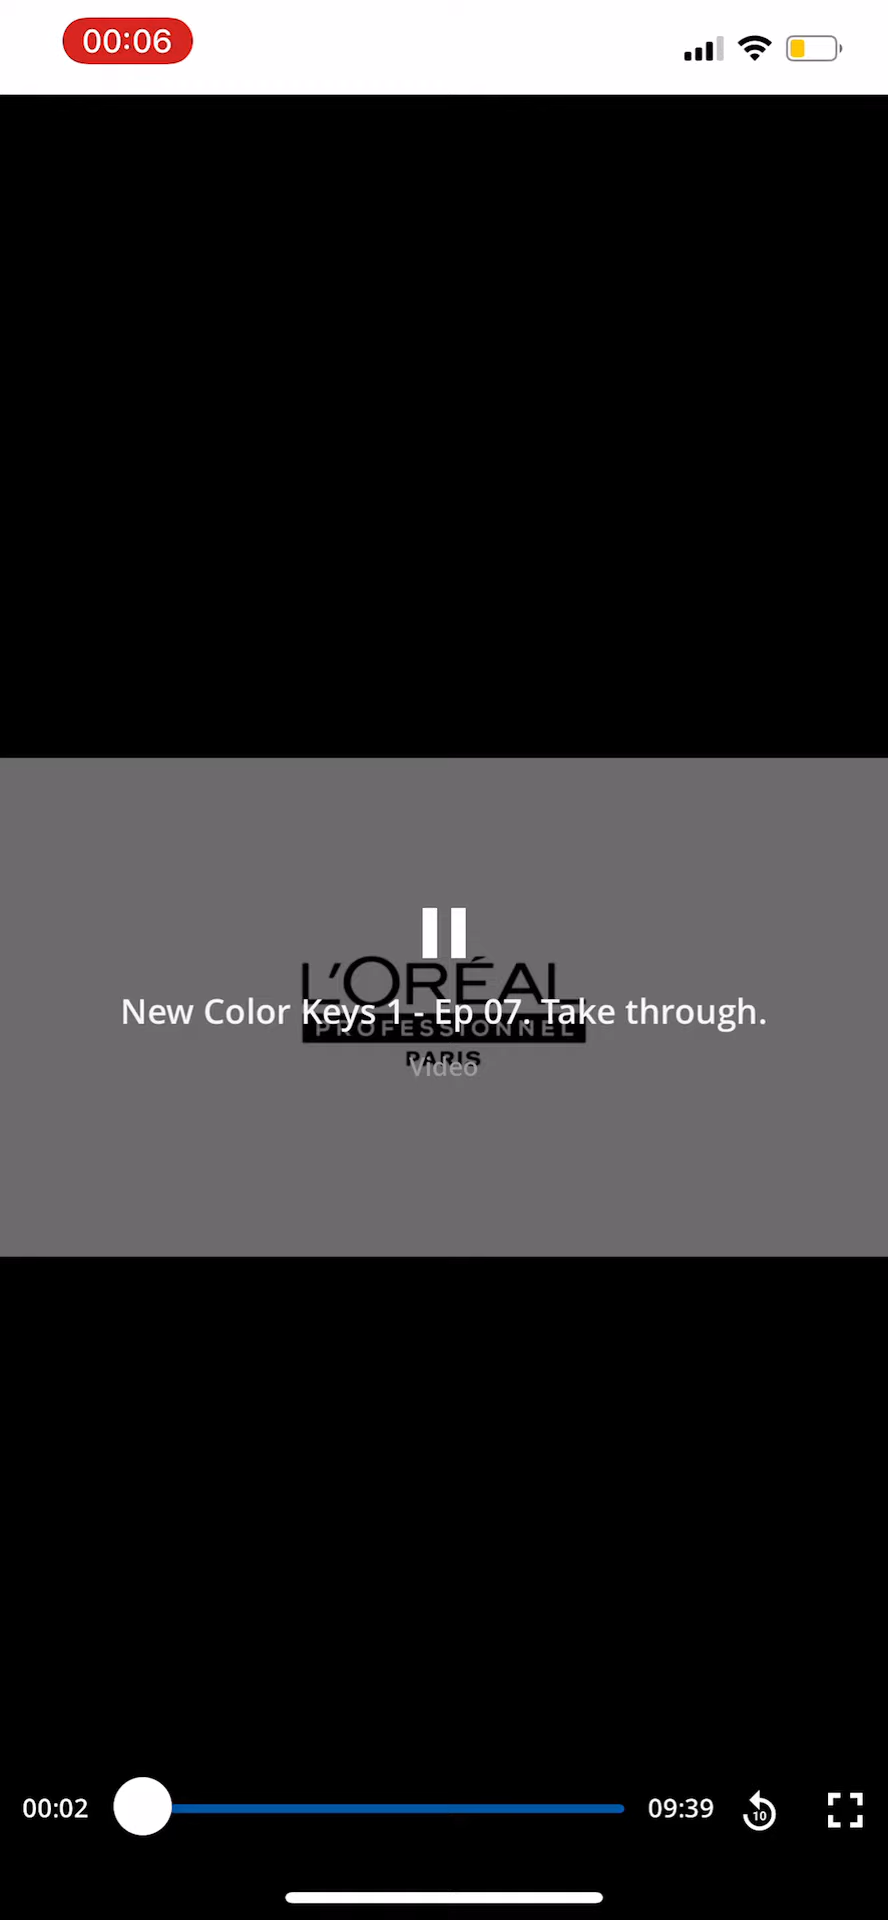 00:06
L'ORÉAL
New Color Keys 1 - Ep 07. Take through.
PROFESSIONNEL
PARIS
Video
00:02
09:39
10